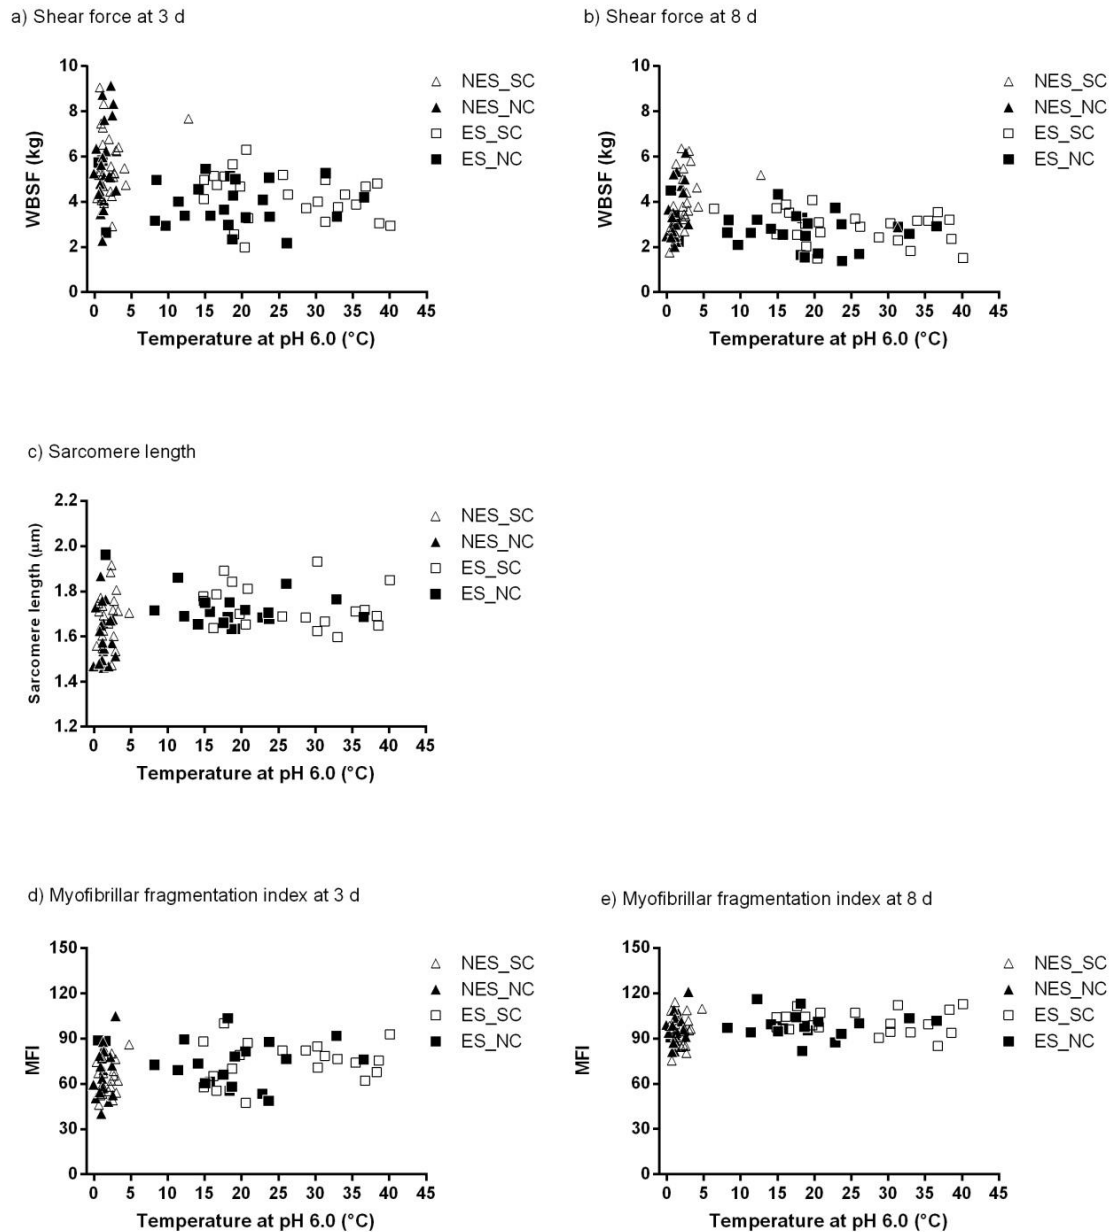 a) Shear force at 3 d
b) Shear force at 8 d
WBSF (kg)
10
8
6
4
2
0
0 5 10 15 20 25 30 35 40 45
Temperature at pH 6.0 (°C)
NES_SC
NES_NC
ES_SC
ES_NC
WBSF (kg)
10
8
6
4
2
0
0 5 10 15 20 25 30 35 40 45
Temperature at pH 6.0 (°C)
NES_SC
NES_NC
ES_SC
ES_NC
c) Sarcomere length
Sarcomere length (μm)
2.2
2.0
1.8
1.6
1.4
1.2
0 5 10 15 20 25 30 35 40 45
Temperature at pH 6.0 (°C)
NES_SC
NES_NC
ES_SC
ES_NC
d) Myofibrillar fragmentation index at 3 d
e) Myofibrillar fragmentation index at 8 d
MFI
150
120
90
60
30
0
0 5 10 15 20 25 30 35 40 45
Temperature at pH 6.0 (°C)
NES_SC
NES_NC
ES_SC
ES_NC
MFI
150
120
90
60
30
0
0 5 10 15 20 25 30 35 40 45
Temperature at pH 6.0 (°C)
NES_SC
NES_NC
ES_SC
ES_NC